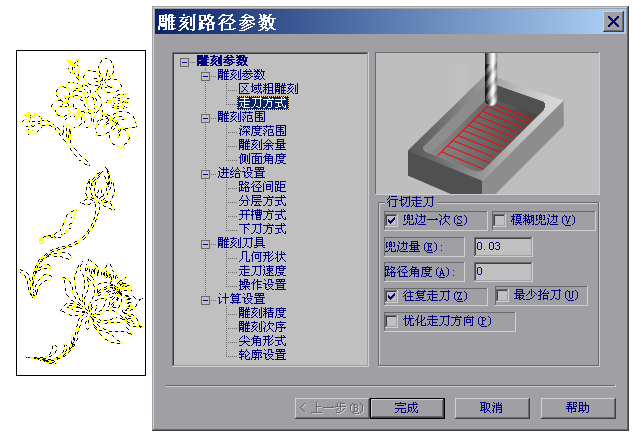 雕刻路径参数
雕刻参数
雕刻参数
区域粗雕刻
走刀方式
雕刻范围
深度范围
雕刻余量
侧面角度
进给设置
路径间距
分层方式
开槽方式
下刀方式
雕刻刀具
几何形状
走刀速度
操作设置
计算设置
雕刻精度
雕刻次序
尖角形式
轮廓设置
行切走刀
兜边一次(S) 模糊兜边(V)
兜边量(E): 0.03
路径角度(A): 0
往复走刀(Z) 最少抬刀(U)
优化走刀方向(P)
<上一步(B) 完成 取消 帮助